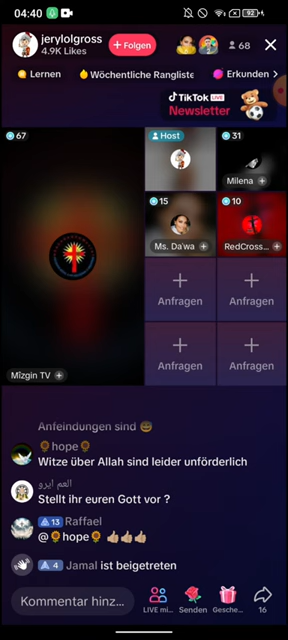 04:40
92
jerylolgross
4.9K Likes
+ Folgen
68
Lernen
Wöchentliche Rangliste
Erkunden
TikTok LIVE
Newsletter
67
Host
31
Milena
15
10
Ms. Da'wa
RedCross...
Anfragen
Anfragen
Anfragen
Anfragen
Mîzgin TV
Anfeindungen sind 🤓
🌻hope🌻
Witze über Allah sind leider unförderlich
العم ايرو
Stellt ihr euren Gott vor ?
13 Raffael
@🌻hope🌻 👍🏼👍🏼👍🏼
4 Jamal ist beigetreten
Kommentar hinz...
LIVE mi...
Senden
Gesche...
16